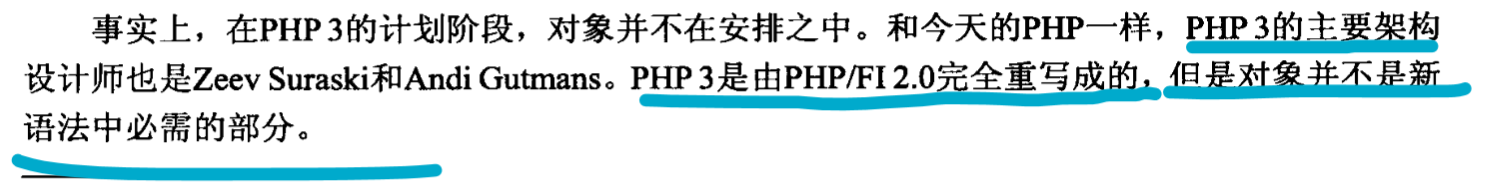 事实上，在PHP 3的计划阶段，对象并不在安排之中。和今天的PHP一样，PHP 3的主要架构
设计师也是Zeev Suraski和Andi Gutmans。PHP 3是由PHP/FI 2.0完全重写成的，但是对象并不是新
语法中必需的部分。